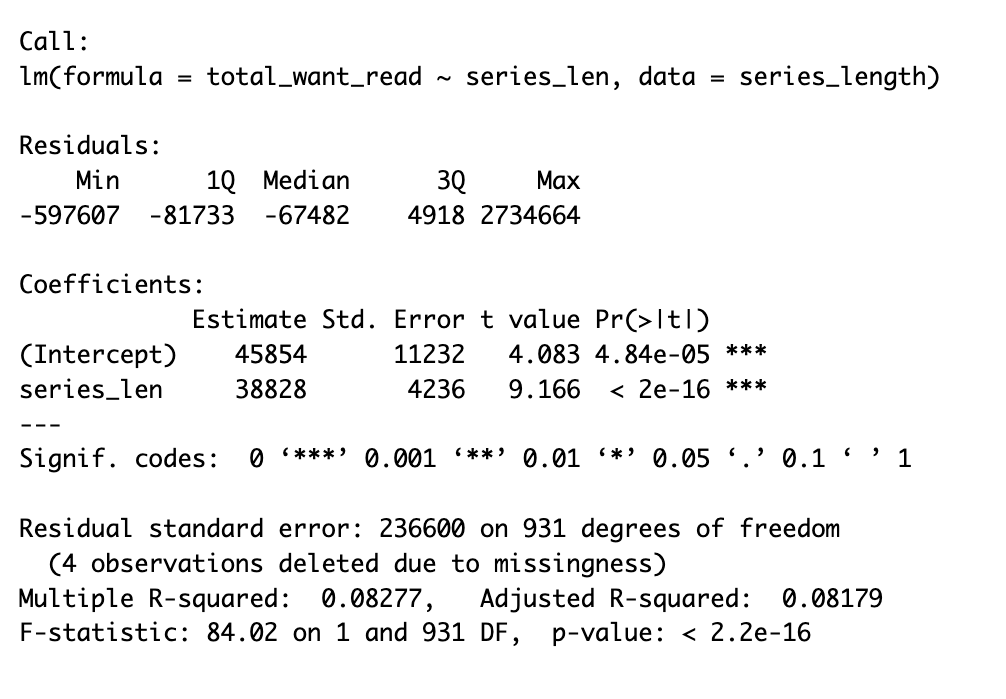 Call:
lm(formula = total_want_read ~ series_len, data = series_length)
Residuals:
Min 1Q Median 3Q Max
-597607 -81733 -67482 4918 2734664
Coefficients:
Estimate Std. Error t value Pr(>|t|)
(Intercept) 45854 11232 4.083 4.84e-05 ***
series_len 38828 4236 9.166 < 2e-16 ***
---
Signif. codes: 0 ‘***’ 0.001 ‘**’ 0.01 ‘*’ 0.05 ‘.’ 0.1 ‘ ’ 1
Residual standard error: 236600 on 931 degrees of freedom
(4 observations deleted due to missingness)
Multiple R-squared: 0.08277, Adjusted R-squared: 0.08179
F-statistic: 84.02 on 1 and 931 DF, p-value: < 2.2e-16